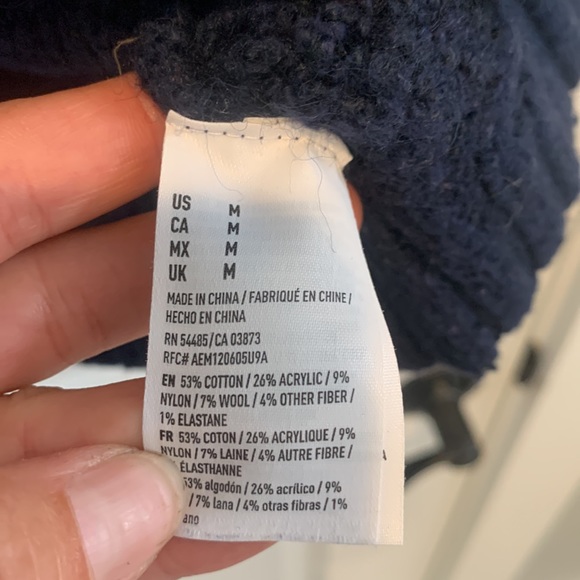 US M
CA M
MX M
UK M
MADE IN CHINA / FABRIQUÉ EN CHINE /
HECHO EN CHINA
RN 54485/CA 03873
RFC# AEM120605U9A
EN 53% COTTON / 26% ACRYLIC / 9%
NYLON / 7% WOOL / 4% OTHER FIBER /
1% ELASTANE
FR 53% COTON / 26% ACRYLIQUE / 9%
NYLON / 7% LAINE / 4% AUTRE FIBRE /
ÉLASTHANNE
53% algodón / 26% acrílico / 9%
/ 7% lana / 4% otras fibras / 1%
ano